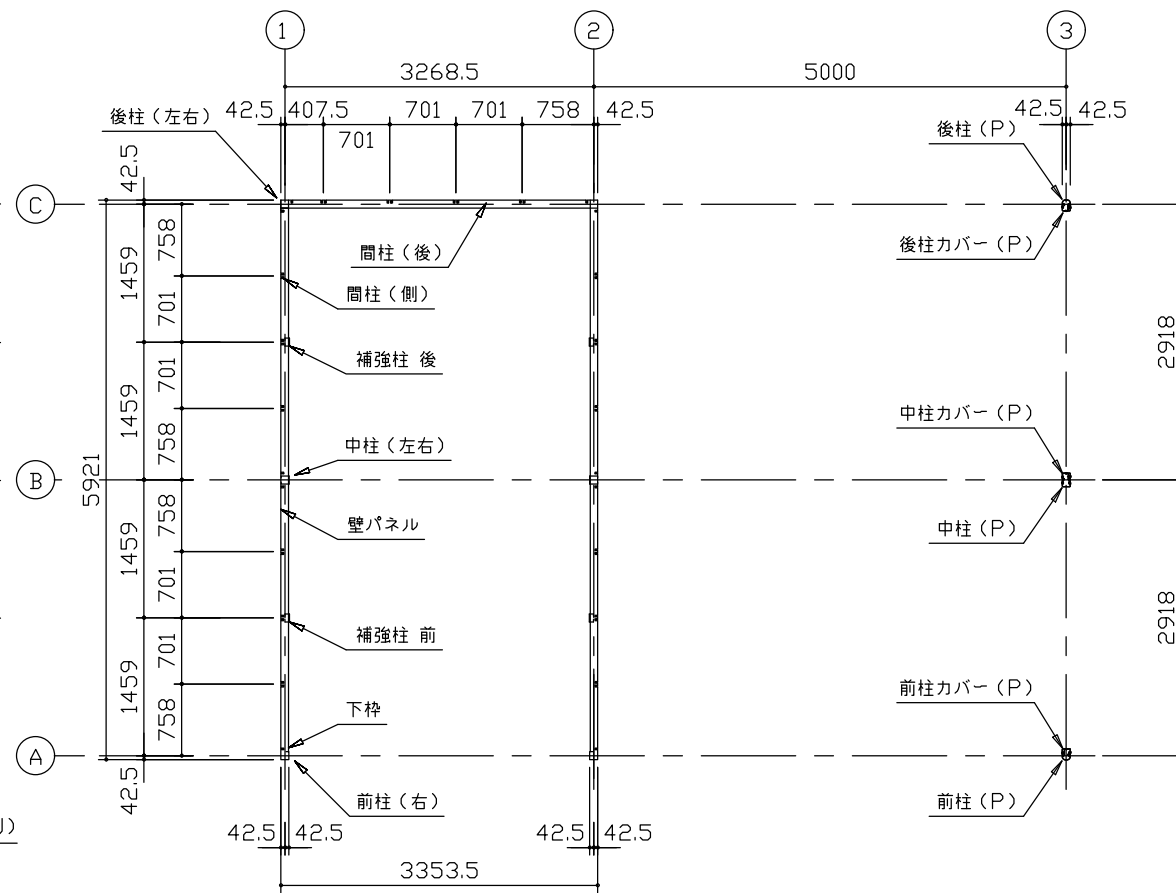 1
2
3
3268.5
5000
42.5
407.5
701
701
758
42.5
701
42.5
42.5
後柱（左右）
後柱（P）
後柱カバー（P）
C
42.5
758
701
1459
間柱（後）
間柱（側）
補強柱 後
2918
701
758
1459
中柱（左右）
中柱カバー（P）
B
5921
壁パネル
中柱（P）
758
701
1459
補強柱 前
2918
701
758
1459
下枠
前柱カバー（P）
A
42.5
前柱（右）
前柱（P）
42.5
42.5
42.5
42.5
3353.5